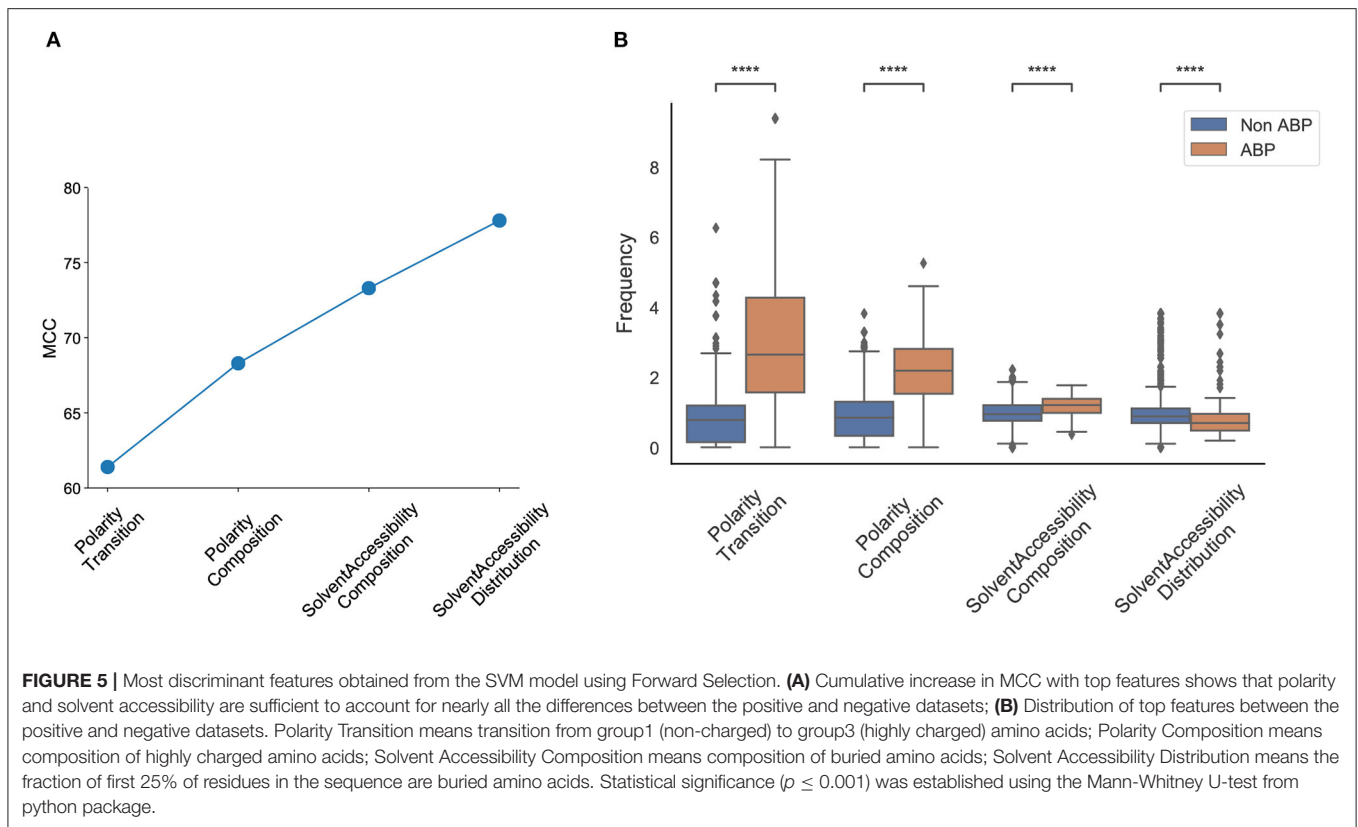 A
80
75
70
65
60
MCC
Polarity
Transition
Polarity
Composition
SolventAccessibility
Composition
SolventAccessibility
Distribution
B
**** **** **** ****
Non ABP
ABP
8
6
4
2
0
Frequency
Polarity
Transition
Polarity
Composition
SolventAccessibility
Composition
SolventAccessibility
Distribution
FIGURE 5 | Most discriminant features obtained from the SVM model using Forward Selection. (A) Cumulative increase in MCC with top features shows that polarity
and solvent accessibility are sufficient to account for nearly all the differences between the positive and negative datasets; (B) Distribution of top features between the
positive and negative datasets. Polarity Transition means transition from group1 (non-charged) to group3 (highly charged) amino acids; Polarity Composition means
composition of highly charged amino acids; Solvent Accessibility Composition means composition of buried amino acids; Solvent Accessibility Distribution means the
fraction of first 25% of residues in the sequence are buried amino acids. Statistical significance (p ≤ 0.001) was established using the Mann-Whitney U-test from
python package.